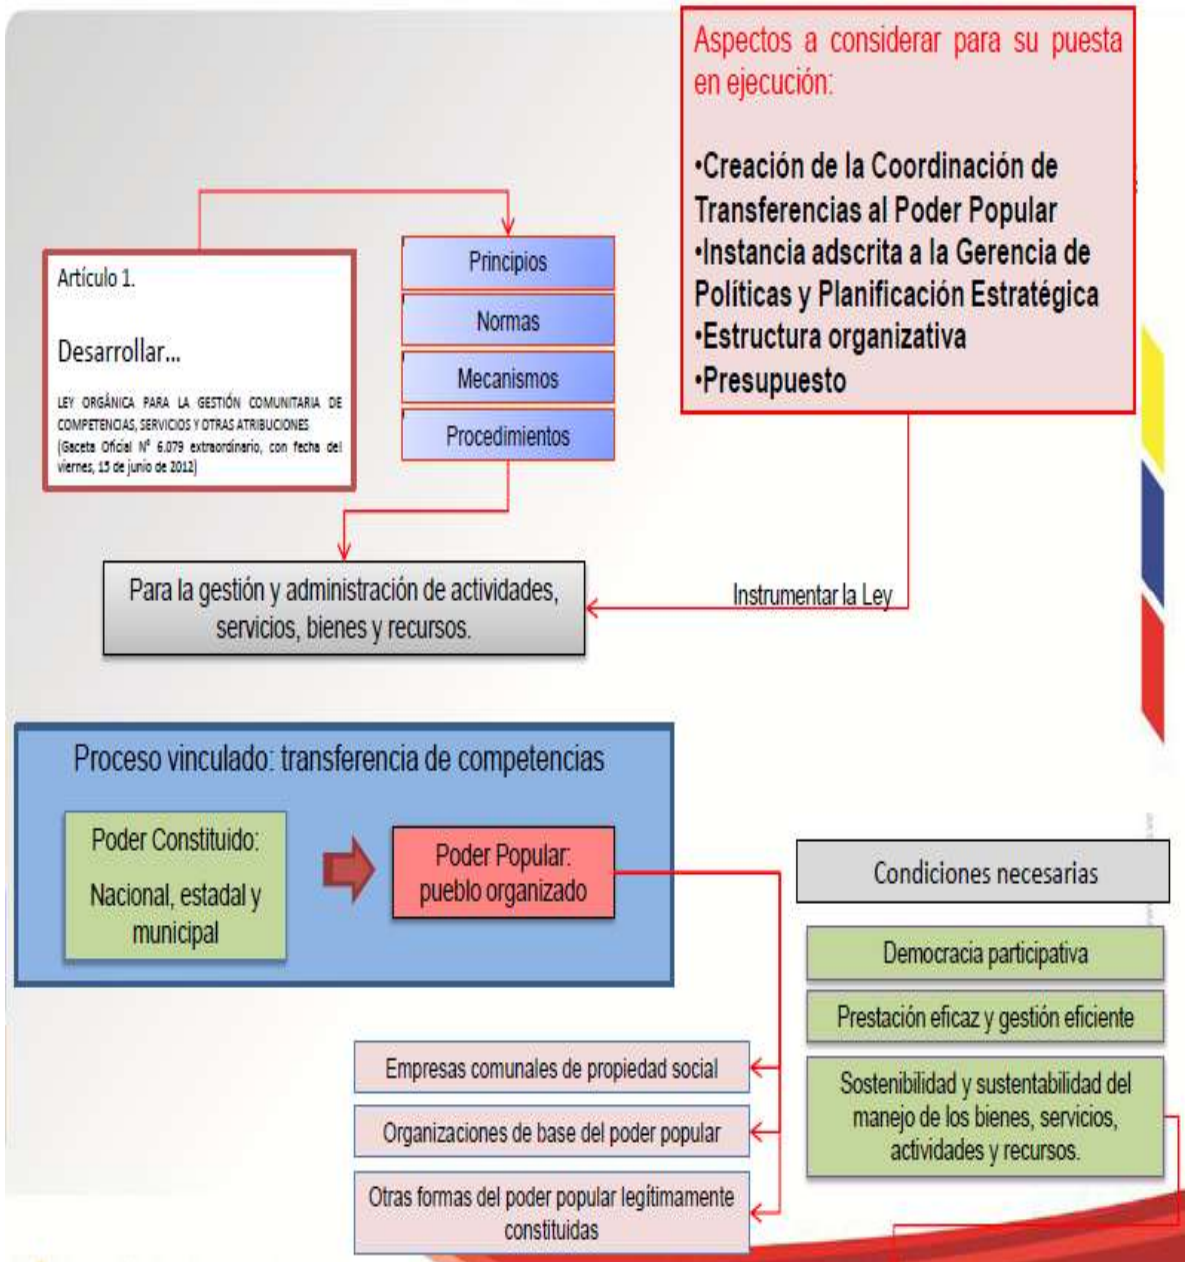 Aspectos a considerar para su puesta
en ejecución:
•Creación de la Coordinación de
Transferencias al Poder Popular
•Instancia adscrita a la Gerencia de
Políticas y Planificación Estratégica
•Estructura organizativa
•Presupuesto
Artículo 1.
Desarrollar...
LEY ORGÁNICA PARA LA GESTIÓN COMUNITARIA DE
COMPETENCIAS, SERVICIOS Y OTRAS ATRIBUCIONES
(Gaceta Oficial Nº 6.079 extraordinario, con fecha del
viernes, 15 de junio de 2012)
Principios
Normas
Mecanismos
Procedimientos
Para la gestión y administración de actividades,
servicios, bienes y recursos.
Instrumentar la Ley
Proceso vinculado: transferencia de competencias
Poder Constituido:
Nacional, estadal y
municipal
Poder Popular:
pueblo organizado
Empresas comunales de propiedad social
Organizaciones de base del poder popular
Otras formas del poder popular legítimamente
constituidas
Condiciones necesarias
Democracia participativa
Prestación eficaz y gestión eficiente
Sostenibilidad y sustentabilidad del
manejo de los bienes, servicios,
actividades y recursos.